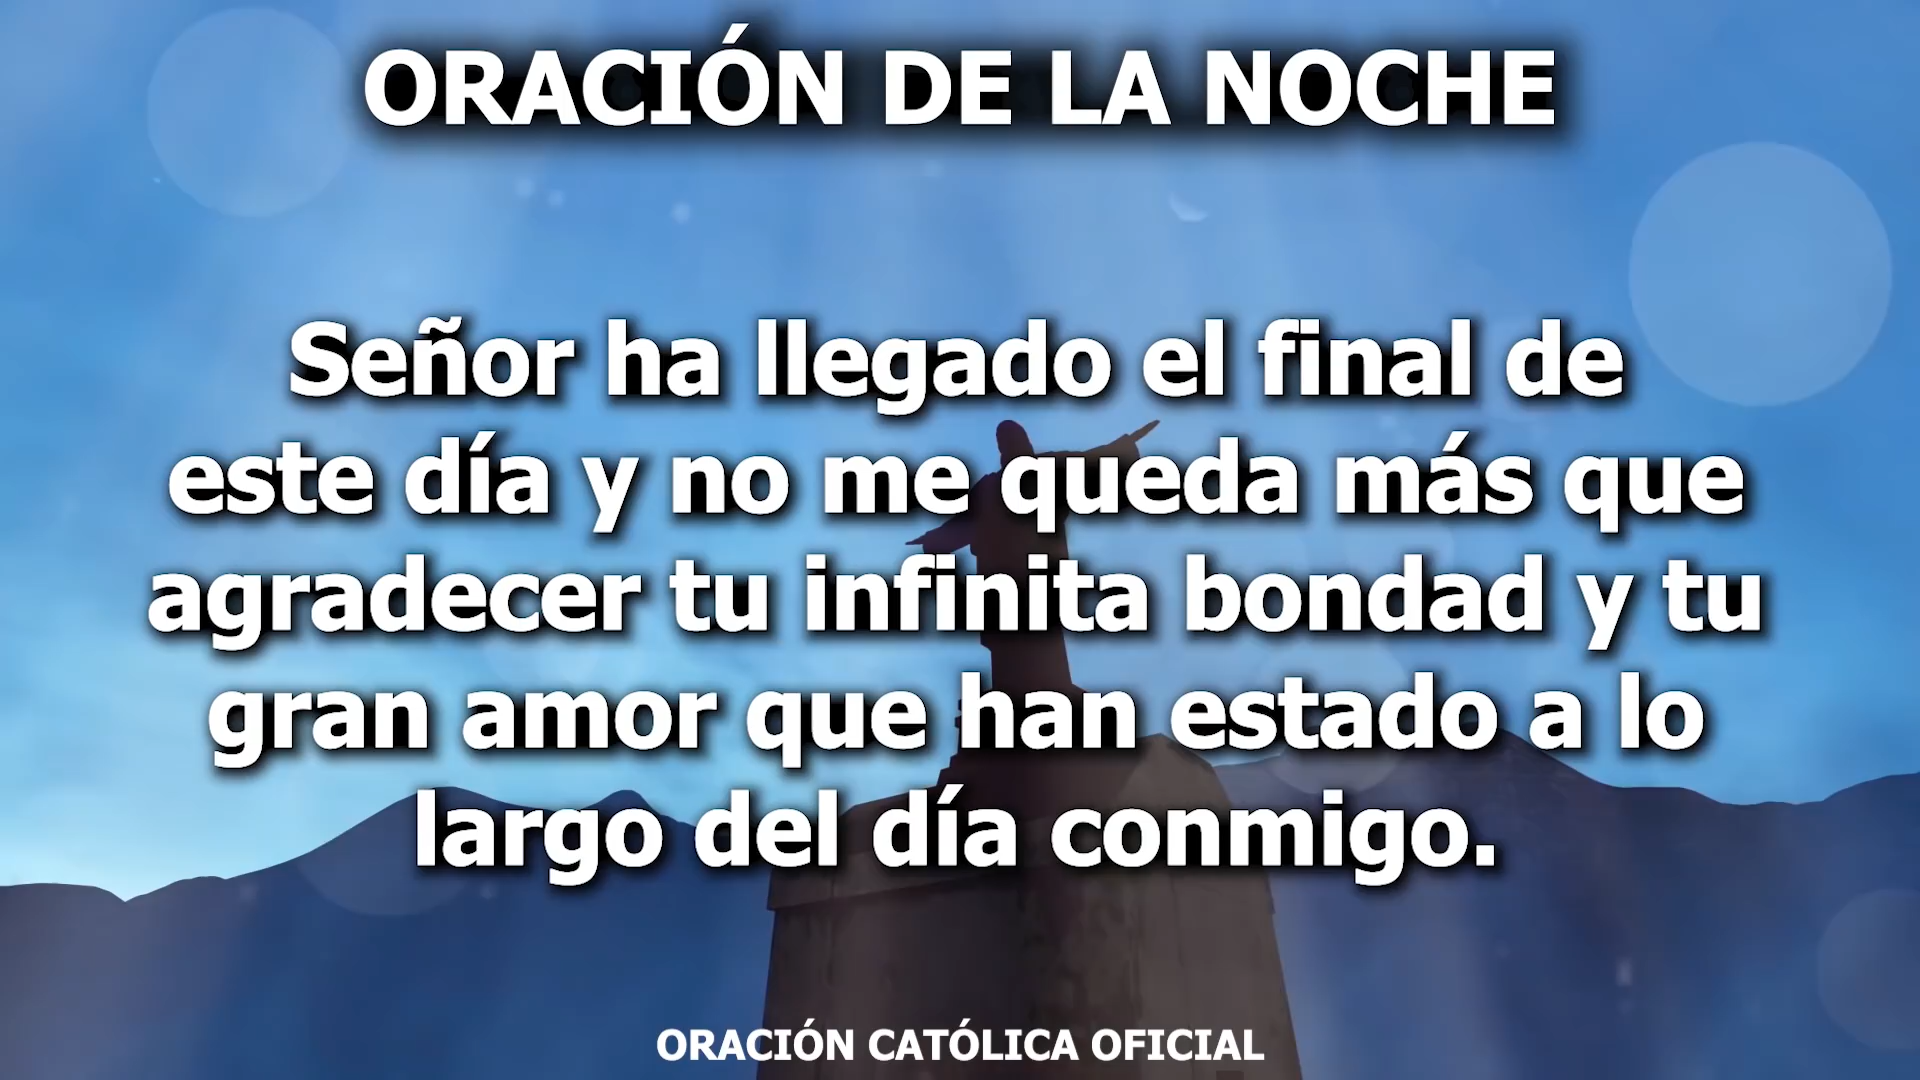 ORACIÓN DE LA NOCHE
Señor ha llegado el final de
este día y no me queda más que
agradecer tu infinita bondad y tu
gran amor que han estado a lo
largo del día conmigo.
ORACIÓN CATÓLICA OFICIAL